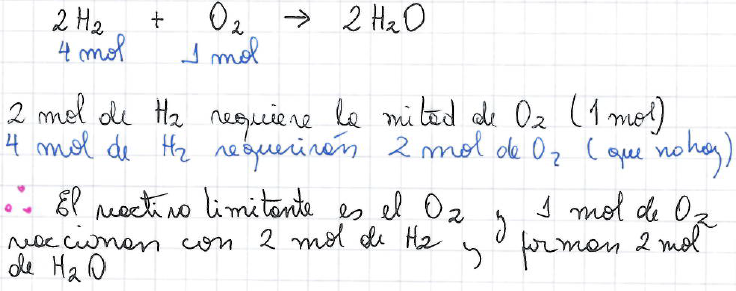 2 H₂ + O₂ → 2 H₂O
4 mol 1 mol
2 mol de H₂ requiere la mitad de O₂ (1 mol)
4 mol de H₂ requerirán 2 mol de O₂ (que no hay)
∴ El reactivo limitante es el O₂ y 1 mol de O₂
reaccionan con 2 mol de H₂ y forman 2 mol
de H₂O